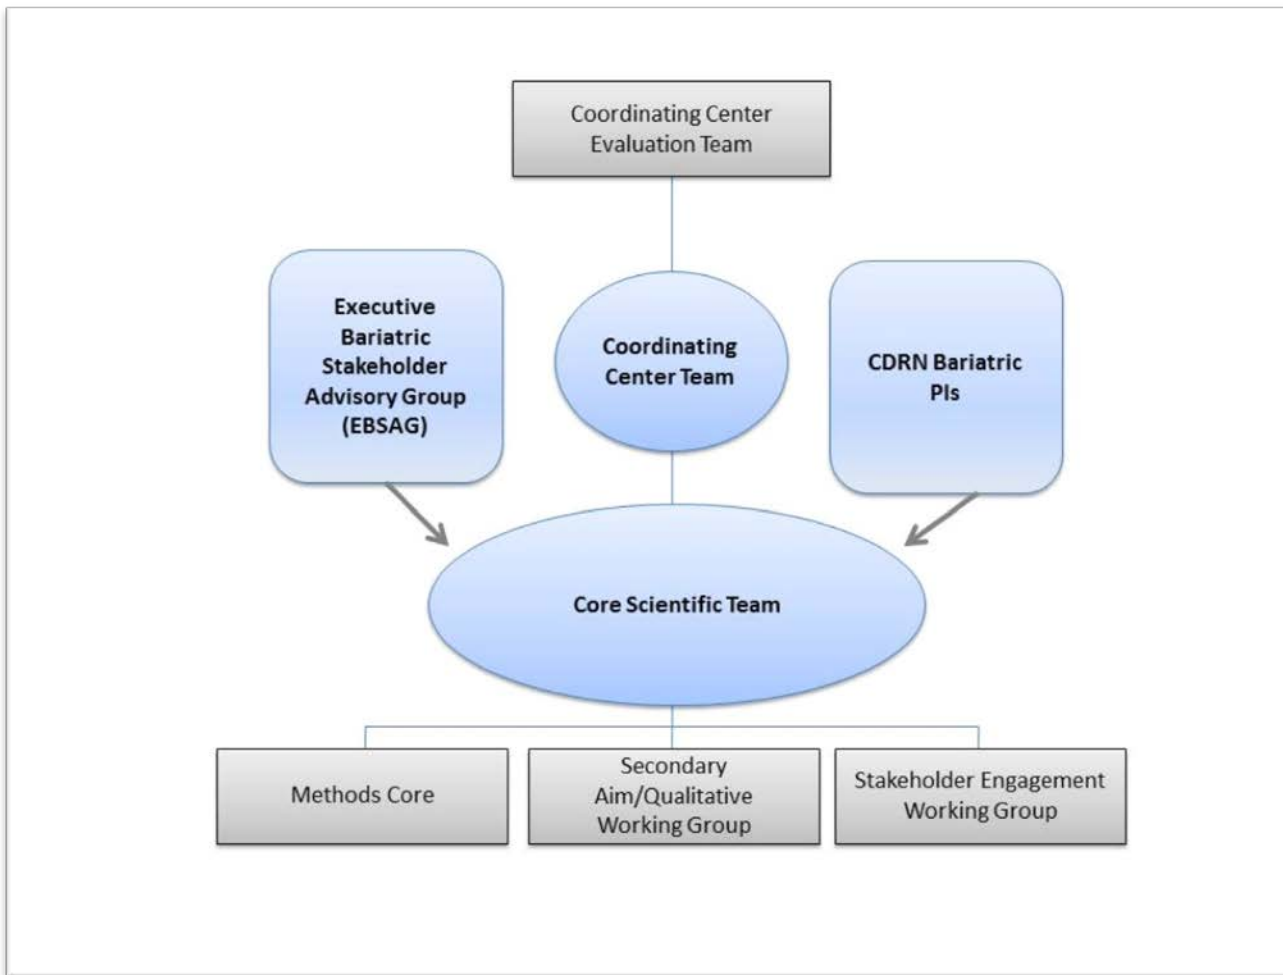 Coordinating Center
Evaluation Team
Executive
Bariatric
Stakeholder
Advisory Group
(EBSAG)
Coordinating
Center Team
CDRN Bariatric
PIs
Core Scientific Team
Methods Core
Secondary
Aim/Qualitative
Working Group
Stakeholder Engagement
Working Group